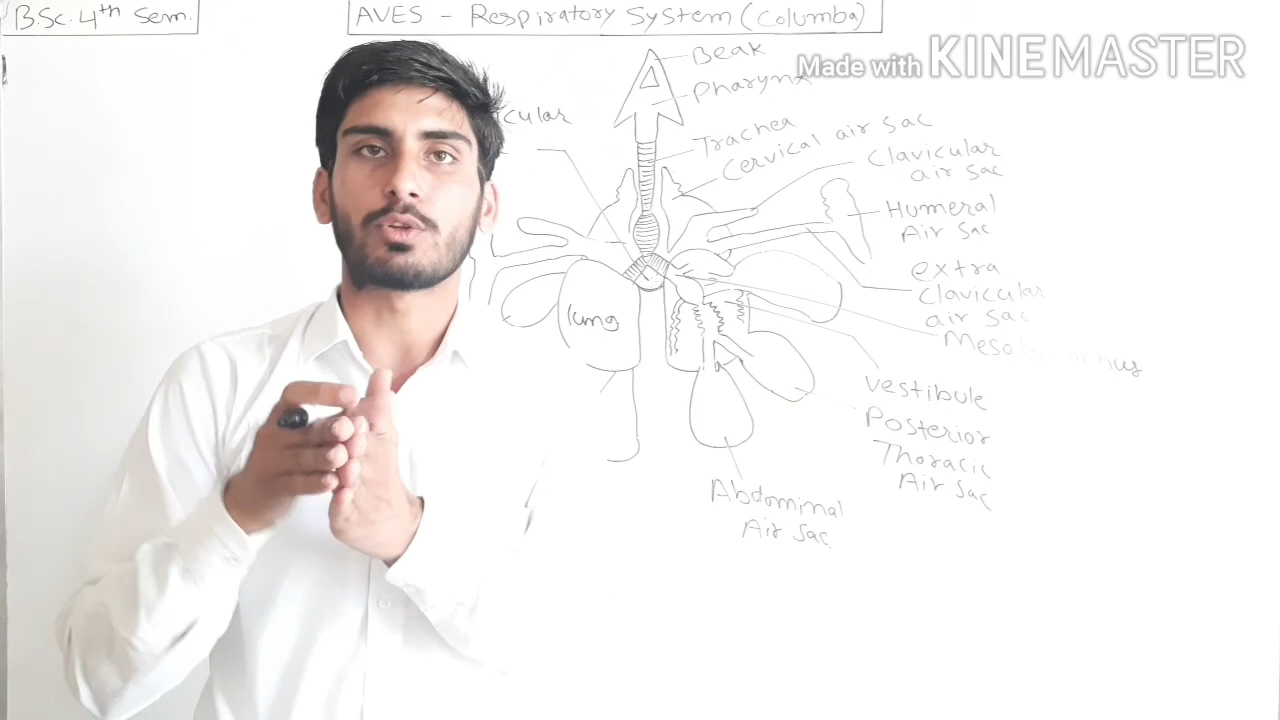 B.Sc. 4th Sem.
AVES - Respiratory System (Columba)
Made with KINEMASTER
Beak
Pharynx
cular
Trachea
Cervical air sac
Clavicular
air sac
Humeral
Air Sac
extra
Clavicular
air sac
lung
Vestibule
Posterior
Thoracic
Air Sac
Abdominal
Air Sac